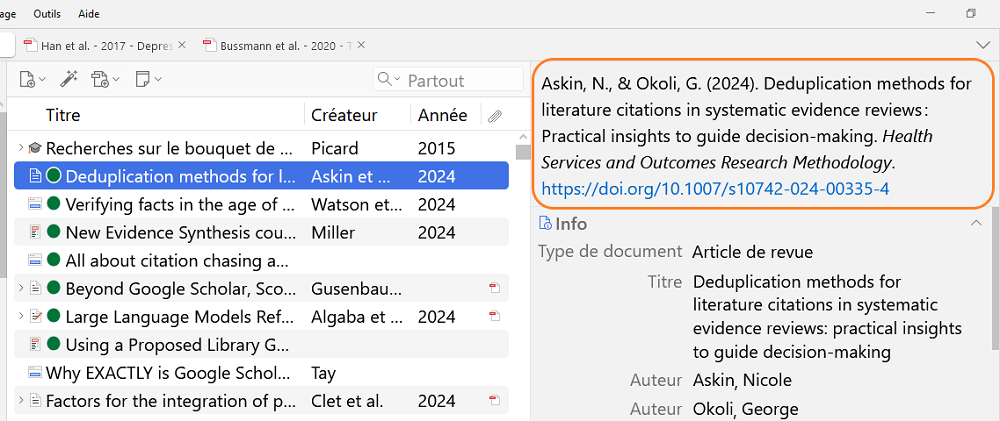 age Outils Aide
Han et al. - 2017 - Depres × Bussmann et al. - 2020 - T ×
Partout
Titre Créateur Année
Recherches sur le bouquet de ... Picard 2015
Deduplication methods for l... Askin et ... 2024
Verifying facts in the age of ... Watson et... 2024
New Evidence Synthesis cou... Miller 2024
All about citation chasing a...
Beyond Google Scholar, Sco... Gusenbau...
Large Language Models Ref... Algaba et ... 2024
Using a Proposed Library G...
Why EXACTLY is Google Schol... Tay
Factors for the integration of p... Clet et al. 2024
Askin, N., & Okoli, G. (2024). Deduplication methods for
literature citations in systematic evidence reviews :
Practical insights to guide decision-making. Health
Services and Outcomes Research Methodology.
https://doi.org/10.1007/s10742-024-00335-4
Info
Type de document Article de revue
Titre Deduplication methods for
literature citations in systematic
evidence reviews: practical insights
to guide decision-making
Auteur Askin, Nicole
Auteur Okoli, George